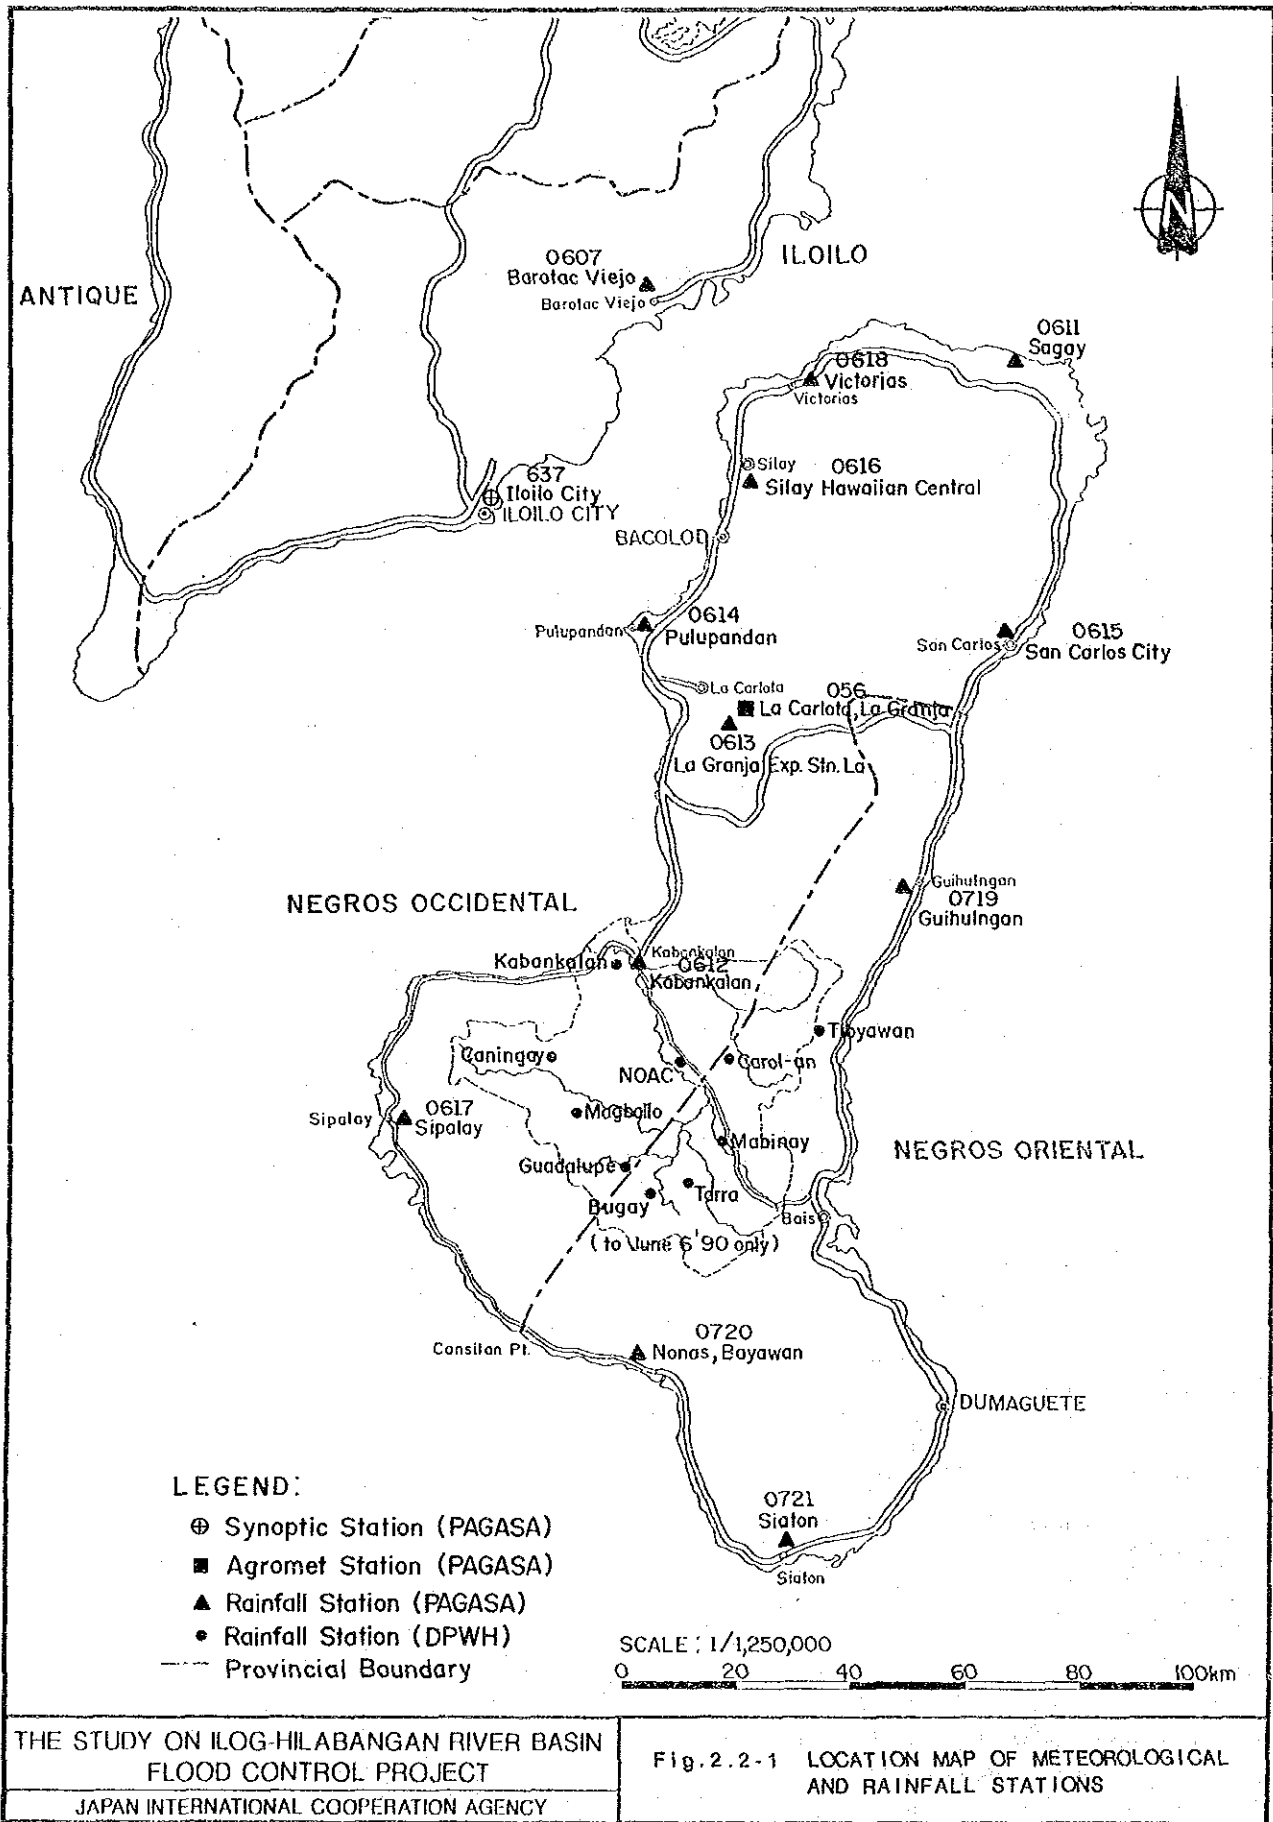 N
ILOILO
0607
Barotac Viejo
Barotac Viejo
ANTIQUE
0611
Sagay
0618
Victorias
Victorias
Silay
0616
Silay Hawaiian Central
637
Iloilo City
ILOILO CITY
BACOLOD
0614
Pulupandan
Pulupandan
0615
San Carlos
San Carlos City
La Carlota
056
La Carlota, La Granja
0613
La Granja Exp. Stn. La
Guihulngan
0719
Guihulngan
NEGROS OCCIDENTAL
Kabankalan
Kabankalan
0612
Kabankalan
Tioyawan
Caningay
NOAC
Carol-an
0617
Sipalay
Sipalay
Magballo
Mabinay
NEGROS ORIENTAL
Guadalupe
Tarra
Bugay
Bais
(to June 6 '90 only)
Cansilan Pt.
0720
Nonas, Bayawan
DUMAGUETE
0721
Siaton
Siaton
LEGEND:
Synoptic Station (PAGASA)
Agromet Station (PAGASA)
Rainfall Station (PAGASA)
Rainfall Station (DPWH)
Provincial Boundary
SCALE : 1/1,250,000
0 20 40 60 80 100km
THE STUDY ON ILOG-HILABANGAN RIVER BASIN
FLOOD CONTROL PROJECT
JAPAN INTERNATIONAL COOPERATION AGENCY
Fig.2.2-1 LOCATION MAP OF METEOROLOGICAL
AND RAINFALL STATIONS